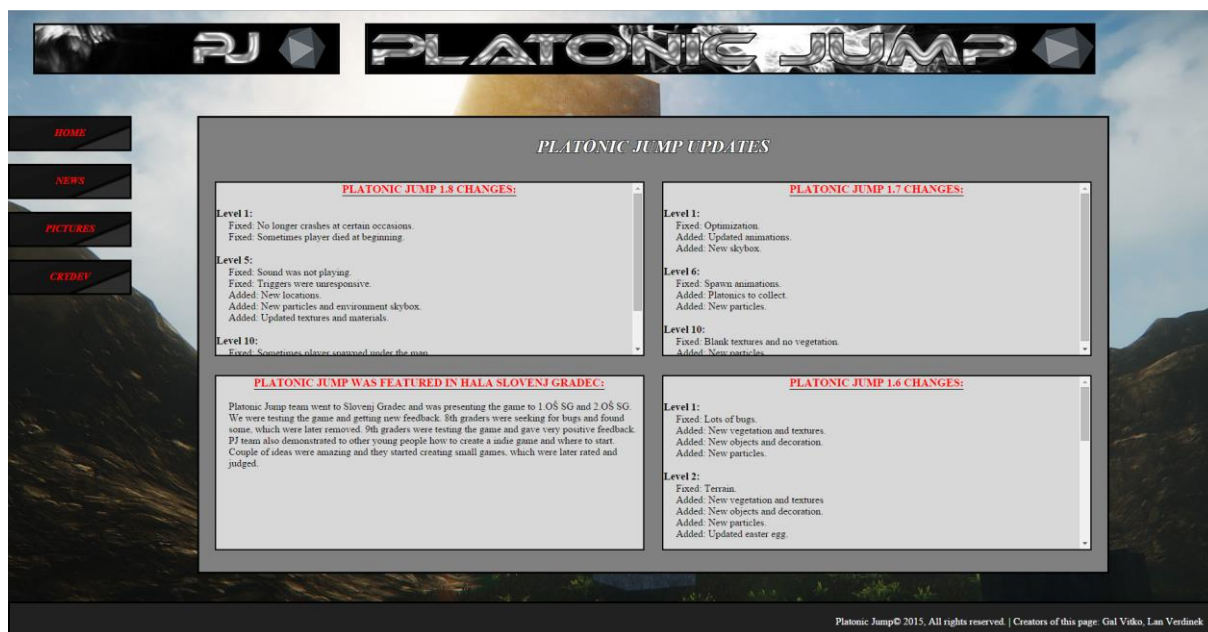 PJ
PLATONIC JUMP
HOME
NEWS
PICTURES
CRYDEV
PLATONIC JUMP UPDATES
PLATONIC JUMP 1.8 CHANGES:
Level 1:
Fixed: No longer crashes at certain occasions.
Fixed: Sometimes player died at beginning.
Level 5:
Fixed: Sound was not playing.
Fixed: Triggers were unresponsive.
Added: New locations.
Added: New particles and environment skybox.
Added: Updated textures and materials.
Level 10:
Fixed: Sometimes player spawned under the map
PLATONIC JUMP 1.7 CHANGES:
Level 1:
Fixed: Optimization.
Added: Updated animations.
Added: New skybox.
Level 6:
Fixed: Spawn animations.
Added: Platonics to collect.
Added: New particles.
Level 10:
Fixed: Blank textures and no vegetation.
Added: New particles
PLATONIC JUMP WAS FEATURED IN HALA SLOVENJ GRADEC:
Platonic Jump team went to Slovenj Gradec and was presenting the game to 1.OŠ SG and 2.OŠ SG.
We were testing the game and getting new feedback. 8th graders were seeking for bugs and found
some, which were later removed. 9th graders were testing the game and gave very positive feedback.
PJ team also demonstrated to other young people how to create a indie game and where to start.
Couple of ideas were amazing and they started creating small games, which were later rated and
judged.
PLATONIC JUMP 1.6 CHANGES:
Level 1:
Fixed: Lots of bugs.
Added: New vegetation and textures.
Added: New objects and decoration.
Added: New particles.
Level 2:
Fixed: Terrain.
Added: New vegetation and textures
Added: New objects and decoration.
Added: New particles.
Added: Updated easter egg.
Platonic Jump© 2015, All rights reserved. | Creators of this page: Gal Vitko, Lan Verdinek